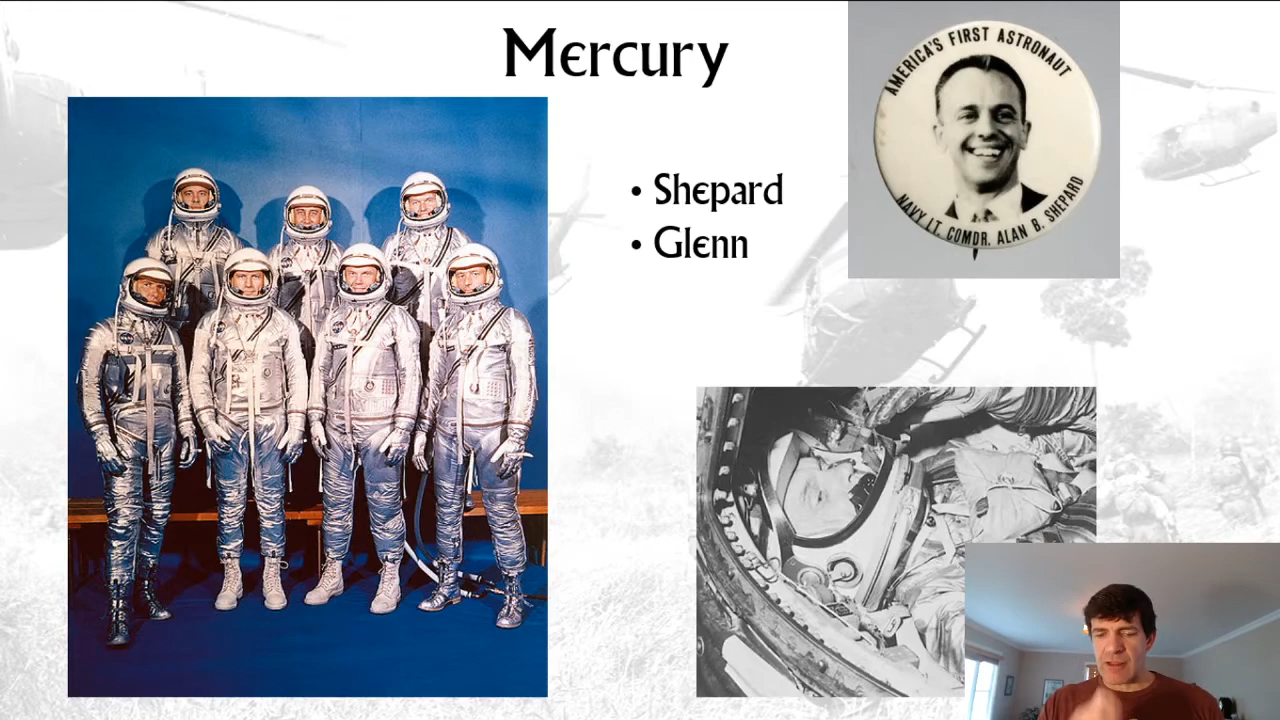 Mercury
• Shepard
• Glenn
AMERICA'S FIRST ASTRONAUT
NAVY LT. COMDR. ALAN B. SHEPARD